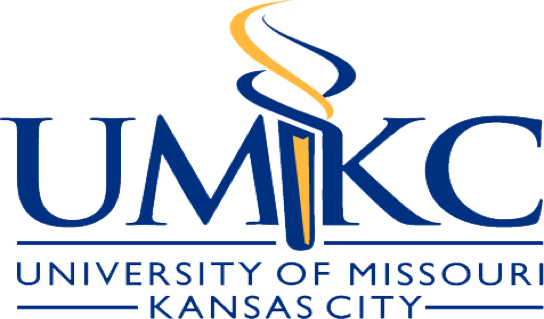 UMKC
UNIVERSITY OF MISSOURI
KANSAS CITY